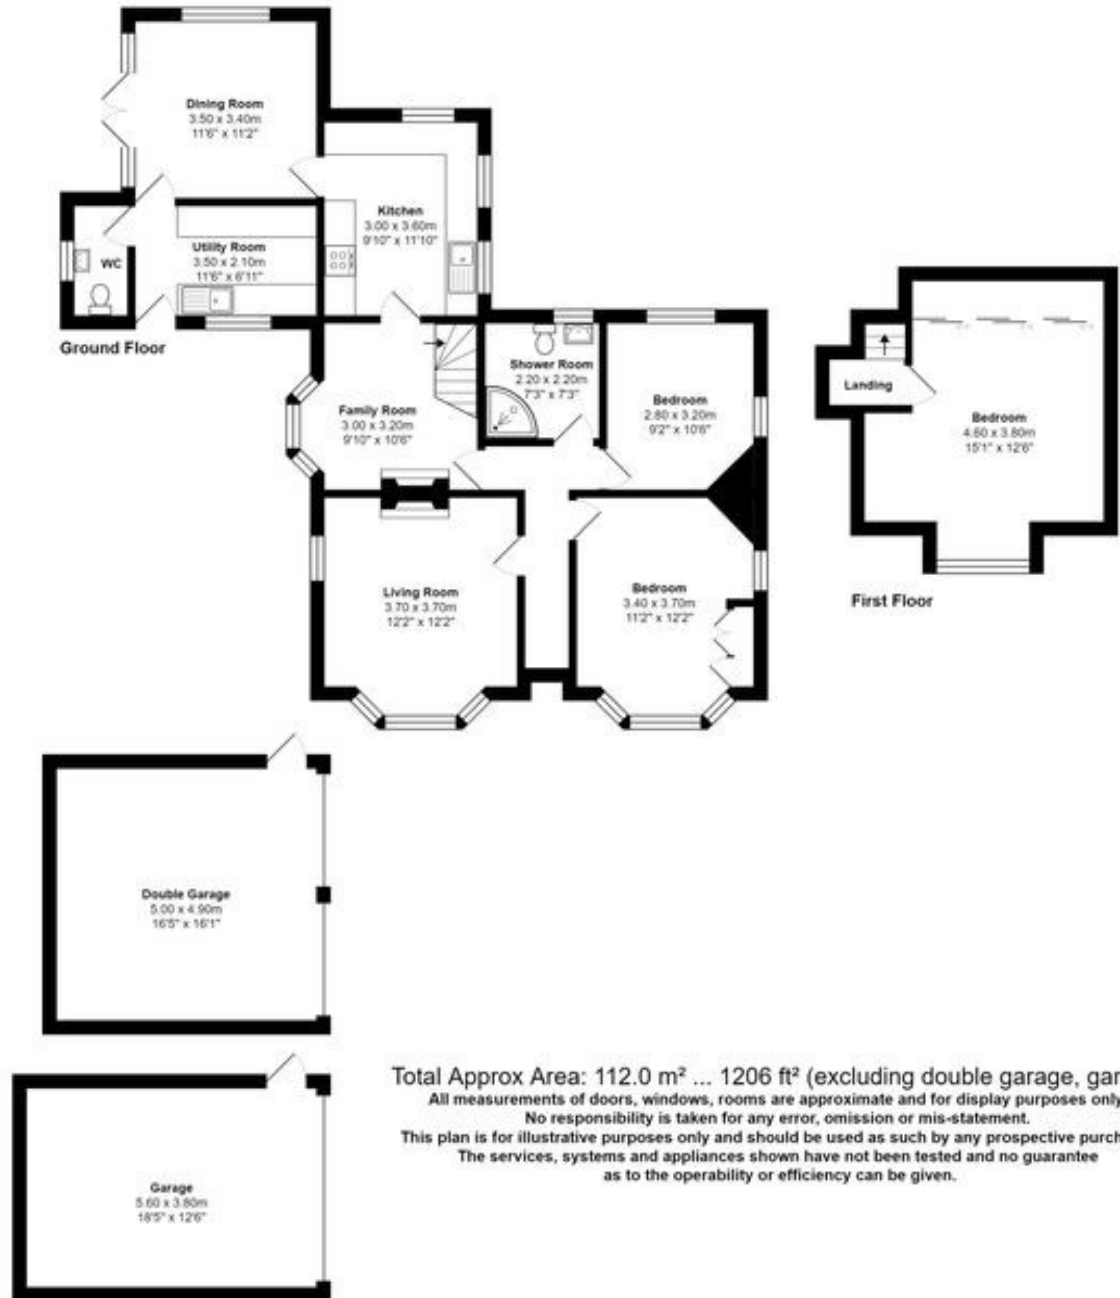 Dining Room
3.50 x 3.40m
11'6" x 11'2"
Kitchen
3.00 x 3.60m
9'10" x 11'10"
WC
Utility Room
3.50 x 2.10m
11'6" x 6'11"
Ground Floor
Shower Room
2.20 x 2.20m
7'3" x 7'3"
Family Room
3.00 x 3.20m
9'10" x 10'6"
Bedroom
2.80 x 3.20m
9'2" x 10'6"
Living Room
3.70 x 3.70m
12'2" x 12'2"
Bedroom
3.40 x 3.70m
11'2" x 12'2"
Landing
Bedroom
4.60 x 3.80m
15'1" x 12'6"
First Floor
Double Garage
5.00 x 4.90m
16'5" x 16'1"
Garage
5.60 x 3.80m
18'5" x 12'6"
Total Approx Area: 112.0 m² ... 1206 ft² (excluding double garage, gar
All measurements of doors, windows, rooms are approximate and for display purposes only
No responsibility is taken for any error, omission or mis-statement.
This plan is for illustrative purposes only and should be used as such by any prospective purch
The services, systems and appliances shown have not been tested and no guarantee
as to the operability or efficiency can be given.